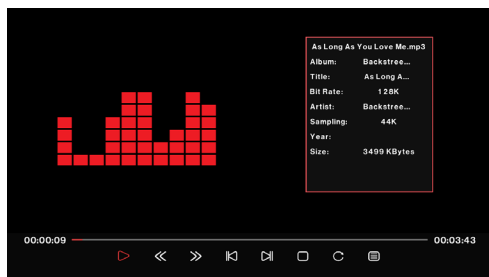 As Long As You Love Me.mp3
Album: Backstree...
Title: As Long A...
Bit Rate: 128K
Artist: Backstree...
Sampling: 44K
Year:
Size: 3499 KBytes
00:00:09 00:03:43